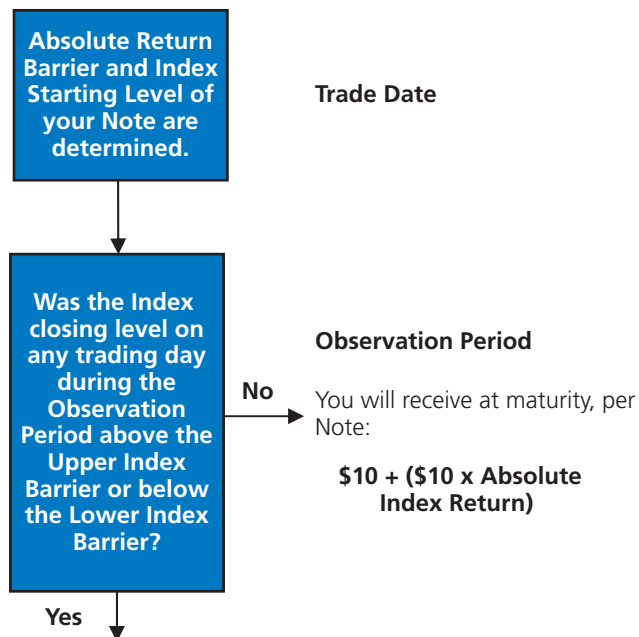 Absolute Return
Barrier and Index
Starting Level of
your Note are
determined.
Trade Date
Was the Index
closing level on
any trading day
during the
Observation
Period above the
Upper Index
Barrier or below
the Lower Index
Barrier?
No
Observation Period
You will receive at maturity, per
Note:
$10 + ($10 x Absolute
Index Return)
Yes